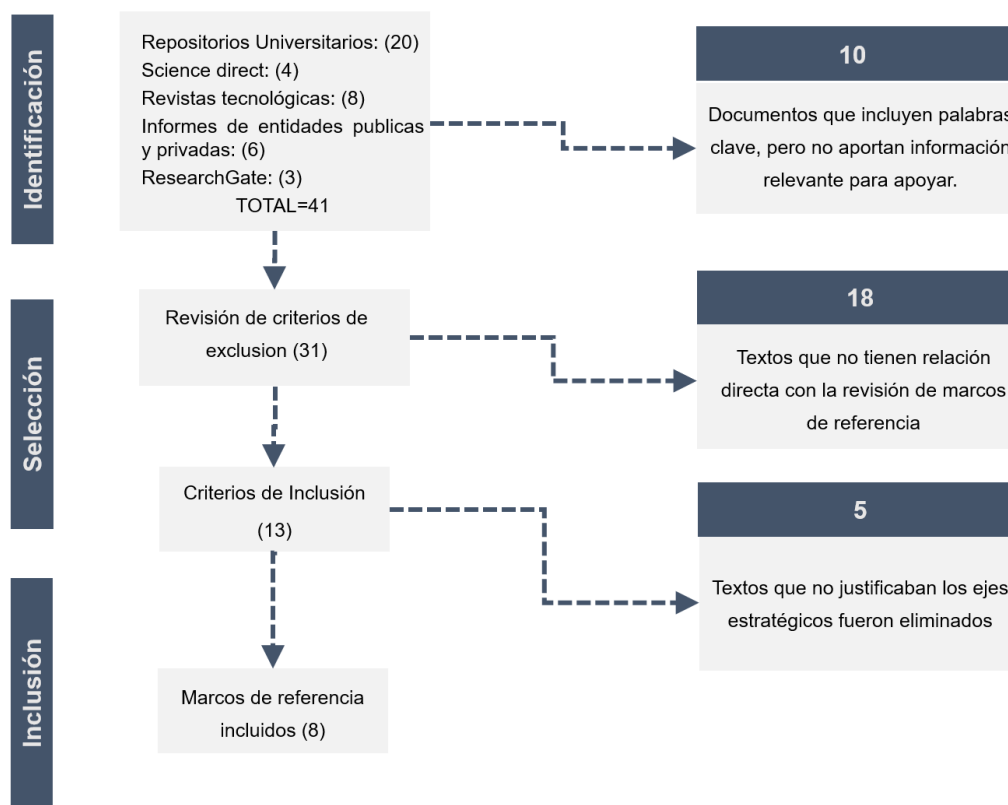 Identificación
Repositorios Universitarios: (20)
Science direct: (4)
Revistas tecnológicas: (8)
Informes de entidades publicas
y privadas: (6)
ResearchGate: (3)
TOTAL=41
10
Documentos que incluyen palabras
clave, pero no aportan información
relevante para apoyar.
Selección
Revisión de criterios de
exclusion (31)
18
Textos que no tienen relación
directa con la revisión de marcos
de referencia
Criterios de Inclusión
(13)
5
Textos que no justificaban los ejes
estratégicos fueron eliminados
Inclusión
Marcos de referencia
incluidos (8)